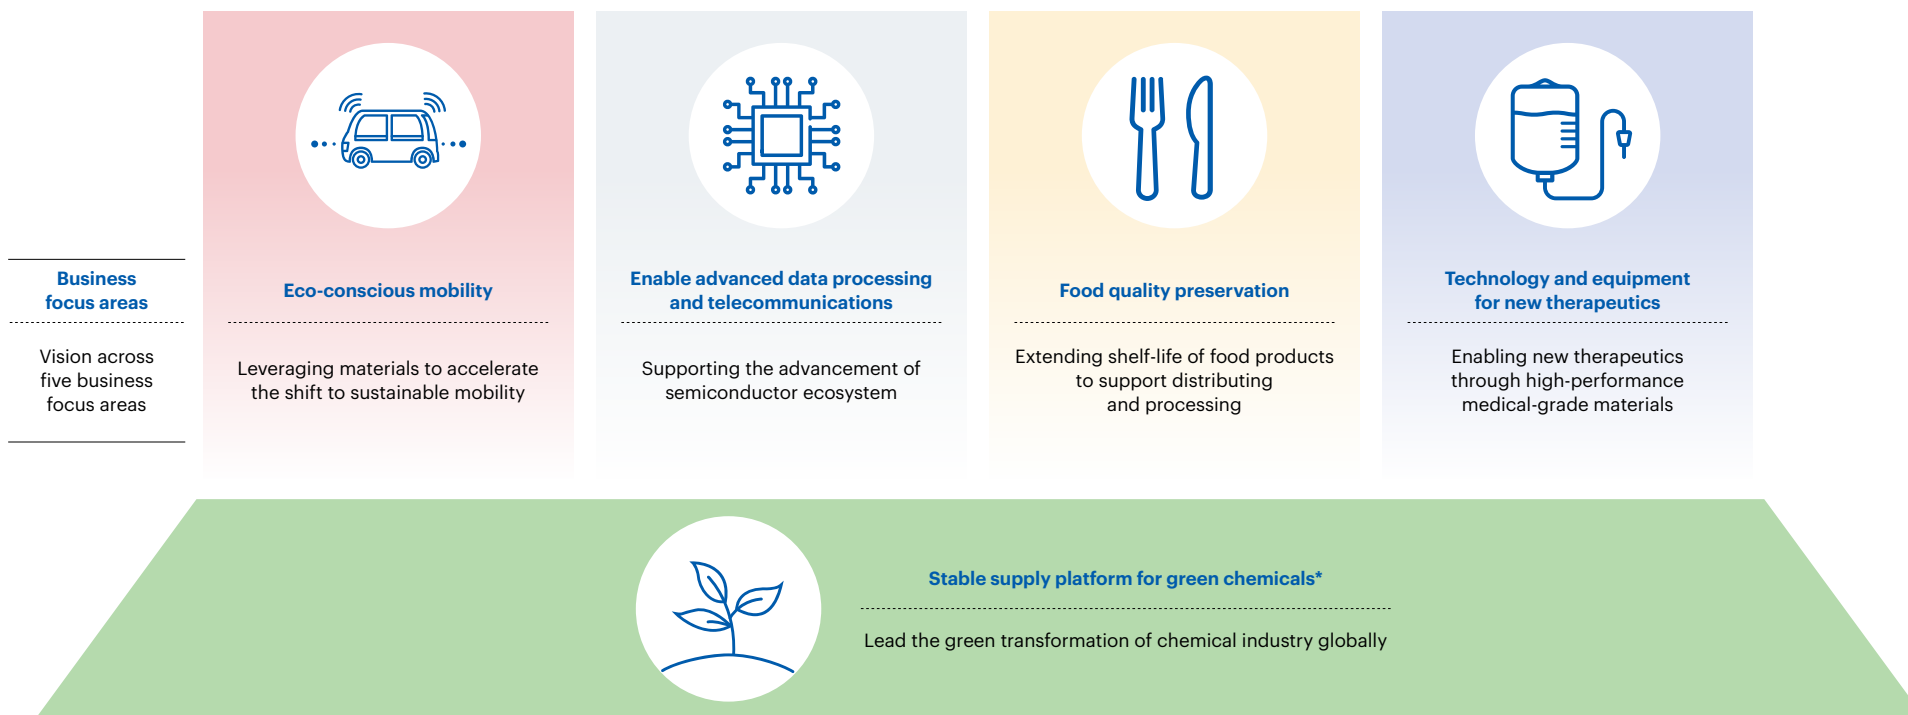 Business
focus areas
Vision across
five business
focus areas
Eco-conscious mobility
Leveraging materials to accelerate
the shift to sustainable mobility
Enable advanced data processing
and telecommunications
Supporting the advancement of
semiconductor ecosystem
Food quality preservation
Extending shelf-life of food products
to support distributing
and processing
Technology and equipment
for new therapeutics
Enabling new therapeutics
through high-performance
medical-grade materials
Stable supply platform for green chemicals*
Lead the green transformation of chemical industry globally